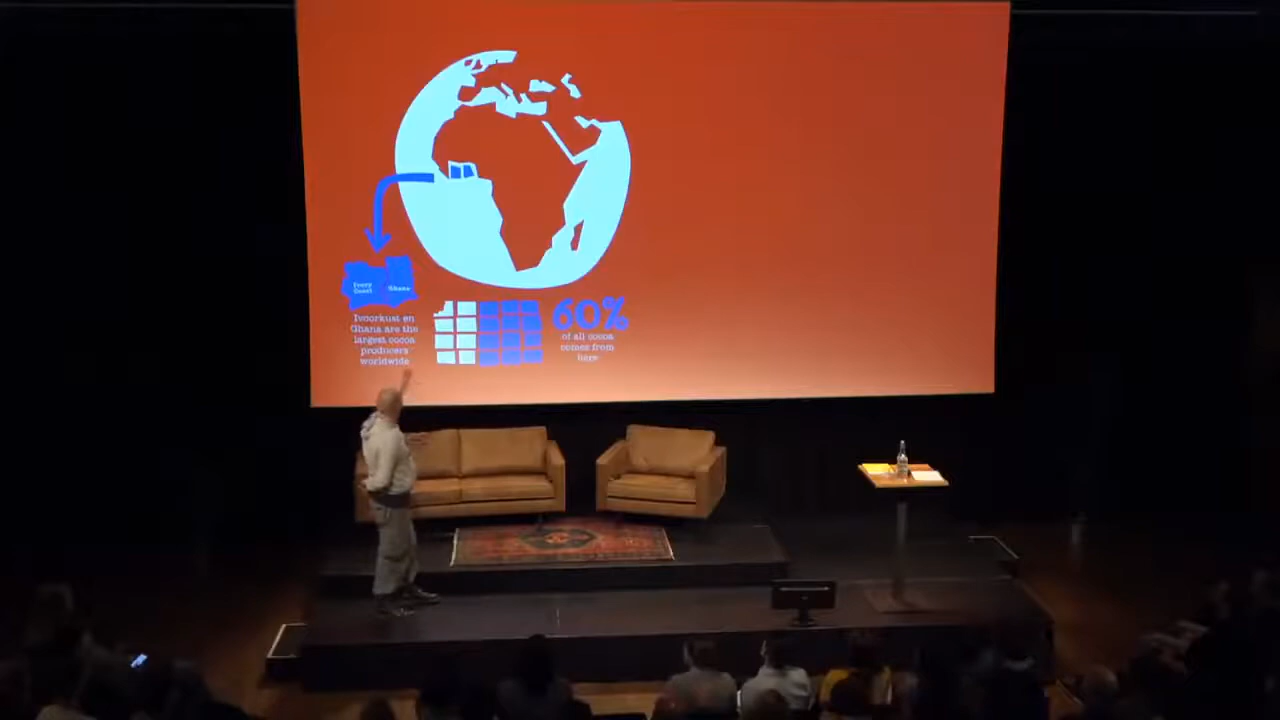 Ivory
Coast
Ghana
Ivoorkust en
Ghana are the
largest cocoa
producers
worldwide
60%
of all cocoa
comes from
here